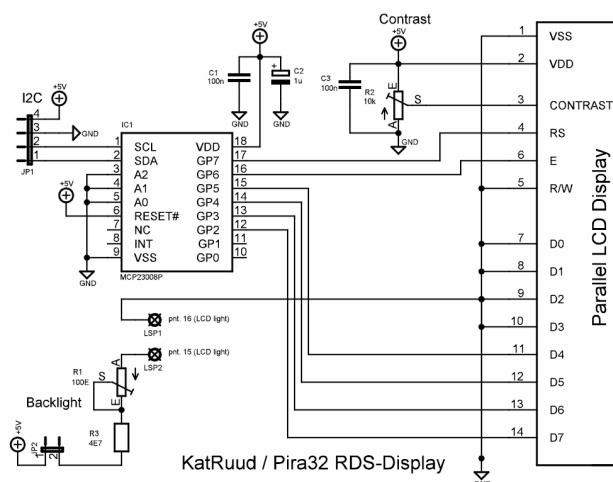 Contrast
+5V
+5V
I2C
+5V
4
3
2
1
GND
JP1
C1
100n
GND
+
C2
1u
GND
C3
100n
R2
10k
E
S
A
GND
IC1
1 SCL VDD 18
2 SDA GP7 17
3 A2 GP6 16
4 A1 GP5 15
5 A0 GP4 14
6 RESET# GP3 13
7 NC GP2 12
8 INT GP1 11
9 VSS GP0 10
MCP23008P
+5V
GND
1 VSS
2 VDD
3 CONTRAST
4 RS
6 E
5 R/W
7 D0
8 D1
9 D2
10 D3
11 D4
12 D5
13 D6
14 D7
Parallel LCD Display
GND
pnt. 16 (LCD light)
LSP1
pnt. 15 (LCD light)
LSP2
A
S
E
R1
100E
Backlight
+5V
JP2
1
2
R3
4E7
KatRuud / Pira32 RDS-Display